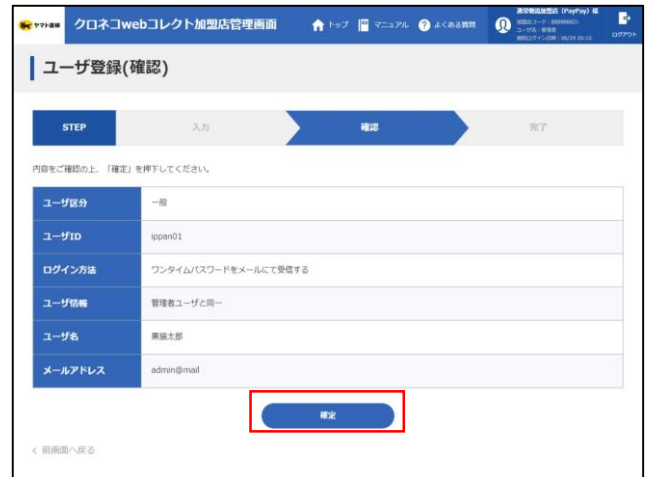 ヤマト運輸 クロネコwebコレクト加盟店管理画面 トップ マニュアル よくある質問
ログアウト
ユーザ登録(確認)
STEP 入力 確認 完了
内容をご確認の上、「確定」を押下してください。
ユーザ区分 一般
ユーザID ippan01
ログイン方法 ワンタイムパスワードをメールにて受信する
ユーザ情報 管理者ユーザと同一
ユーザ名 黒猫太郎
メールアドレス admin@mail
確定
< 前画面へ戻る